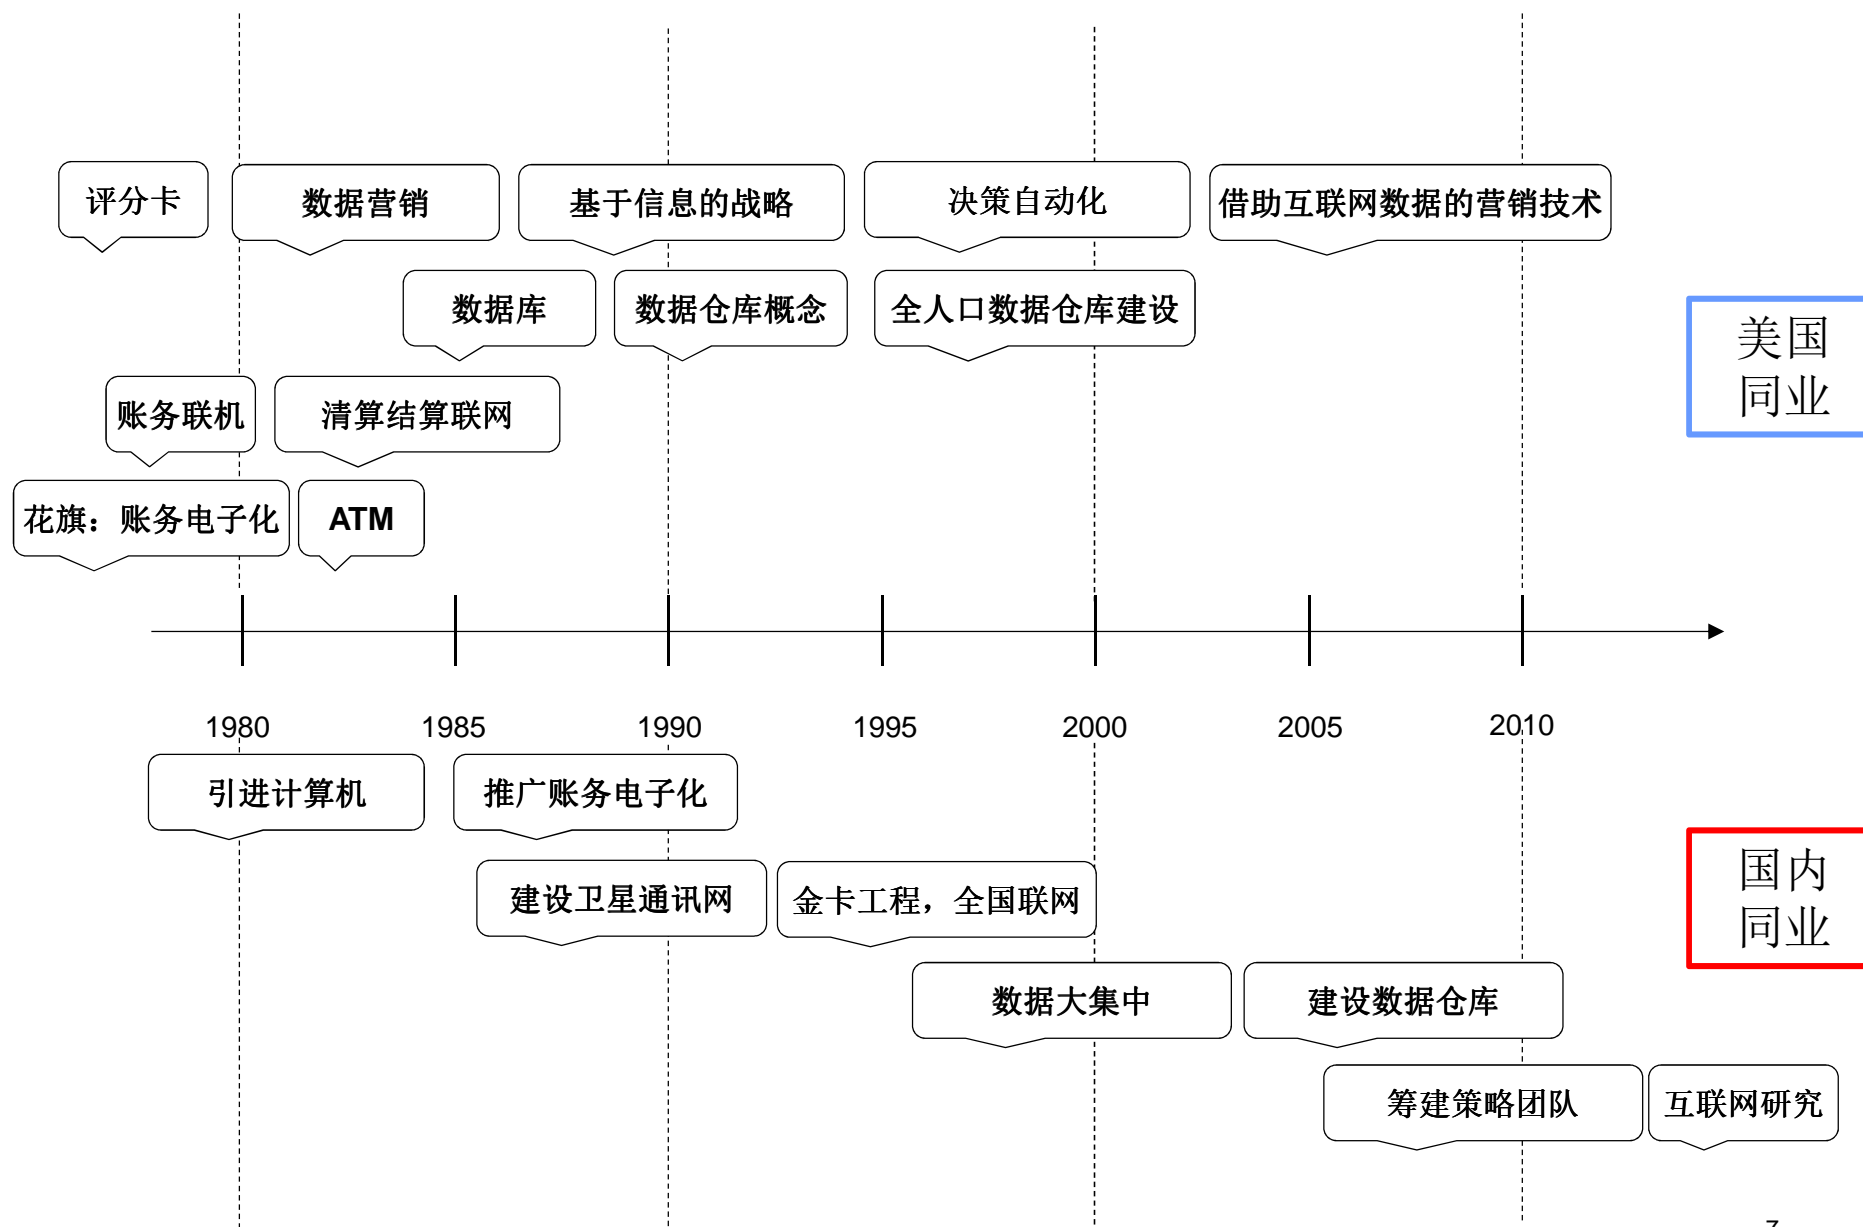 评分卡
数据营销
基于信息的战略
决策自动化
借助互联网数据的营销技术
数据库
数据仓库概念
全人口数据仓库建设
美国
同业
账务联机
清算结算联网
花旗：账务电子化
ATM
1980
1985
1990
1995
2000
2005
2010
引进计算机
推广账务电子化
建设卫星通讯网
金卡工程，全国联网
国内
同业
数据大集中
建设数据仓库
筹建策略团队
互联网研究
7